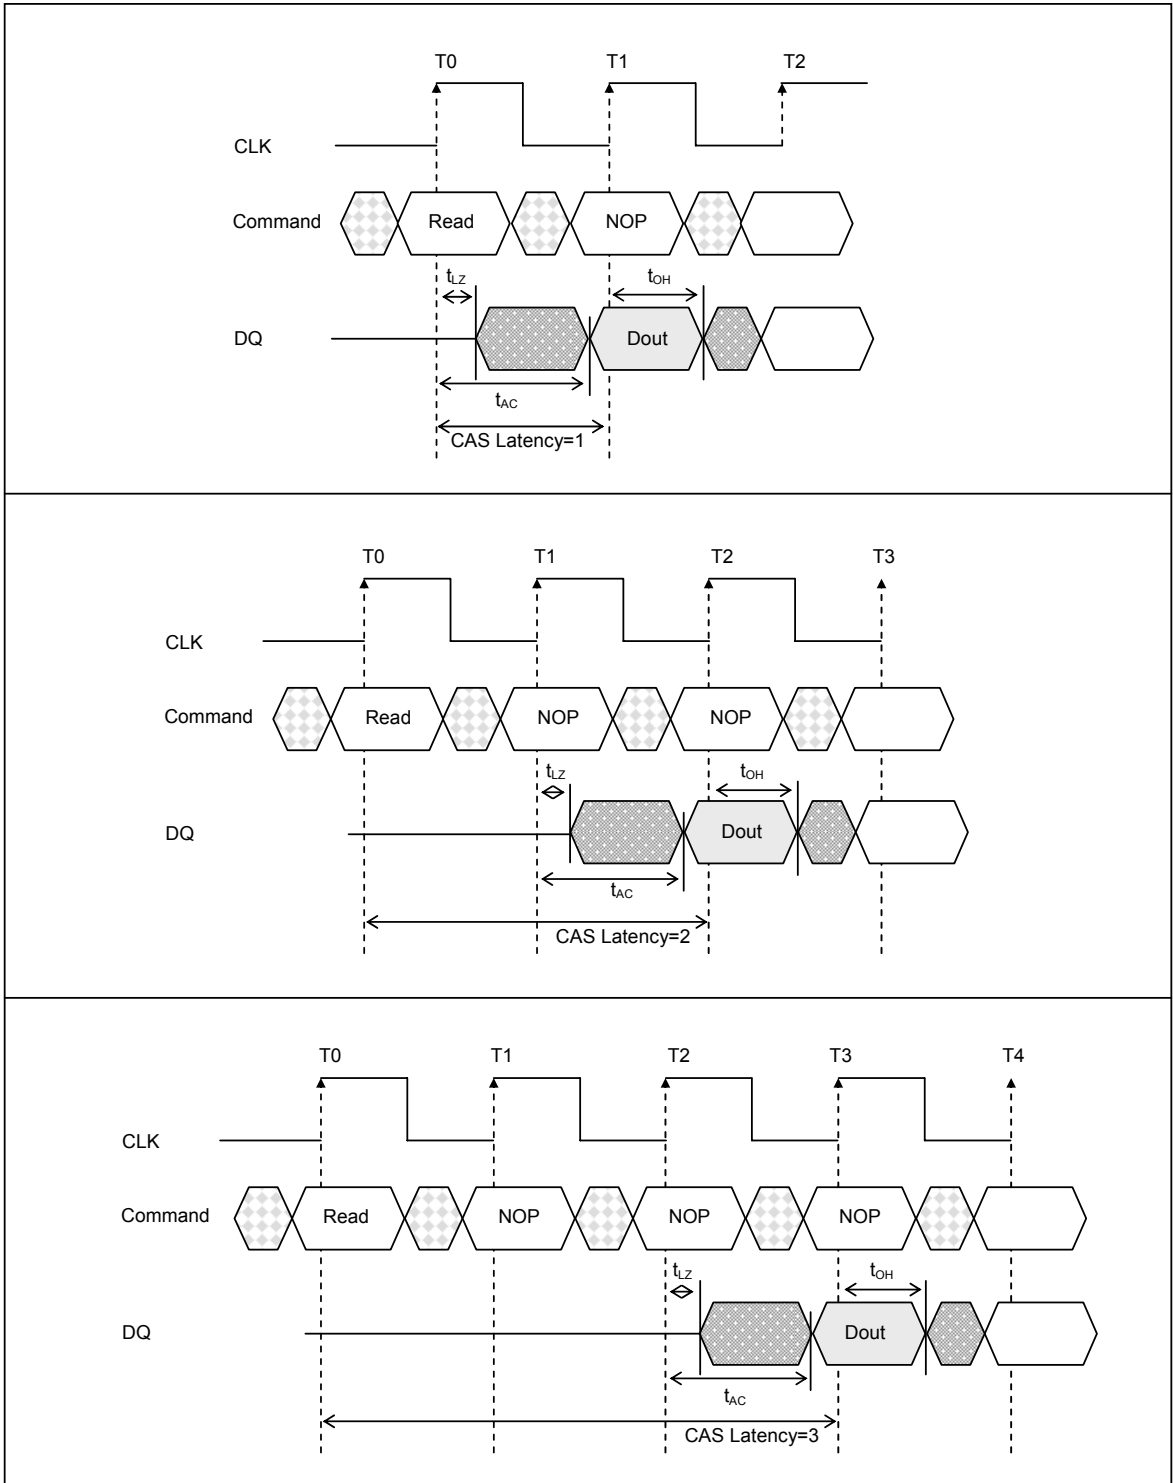 T0 T1 T2
CLK
Command Read NOP
tLZ tOH
DQ Dout
tAC
CAS Latency=1
T0 T1 T2 T3
CLK
Command Read NOP NOP
tLZ tOH
DQ Dout
tAC
CAS Latency=2
T0 T1 T2 T3 T4
CLK
Command Read NOP NOP NOP
tLZ tOH
DQ Dout
tAC
CAS Latency=3